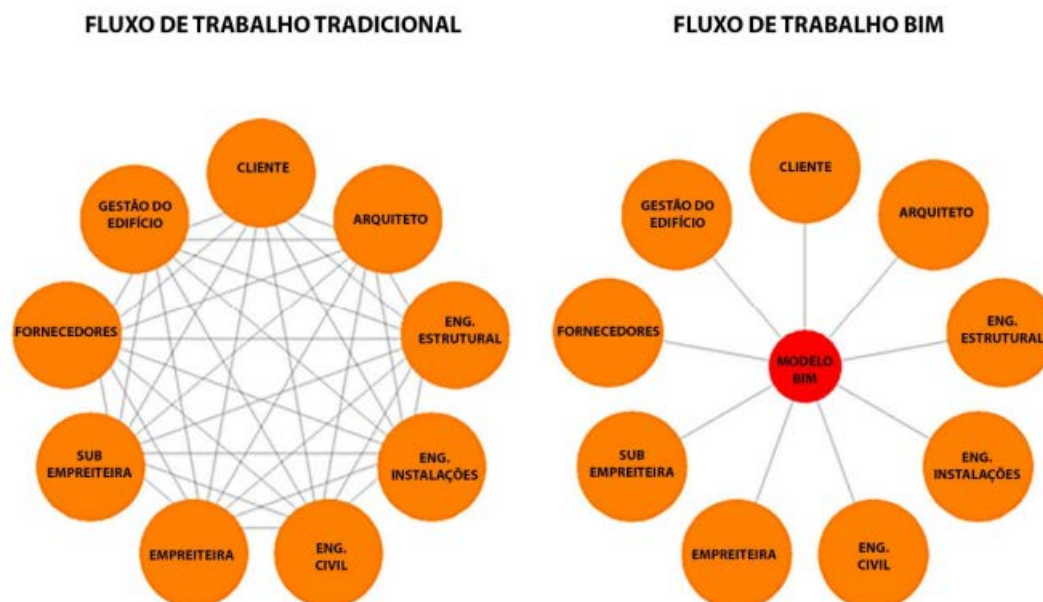 FLUXO DE TRABALHO TRADICIONAL
CLIENTE
GESTÃO DO
EDIFÍCIO
ARQUITETO
FORNECEDORES
ENG.
ESTRUTURAL
SUB
EMPREITEIRA
ENG.
INSTALAÇÕES
EMPREITEIRA
ENG.
CIVIL
FLUXO DE TRABALHO BIM
CLIENTE
GESTÃO DO
EDIFÍCIO
ARQUITETO
FORNECEDORES
ENG.
ESTRUTURAL
MODELO
BIM
SUB
EMPREITEIRA
ENG.
INSTALAÇÕES
EMPREITEIRA
ENG.
CIVIL